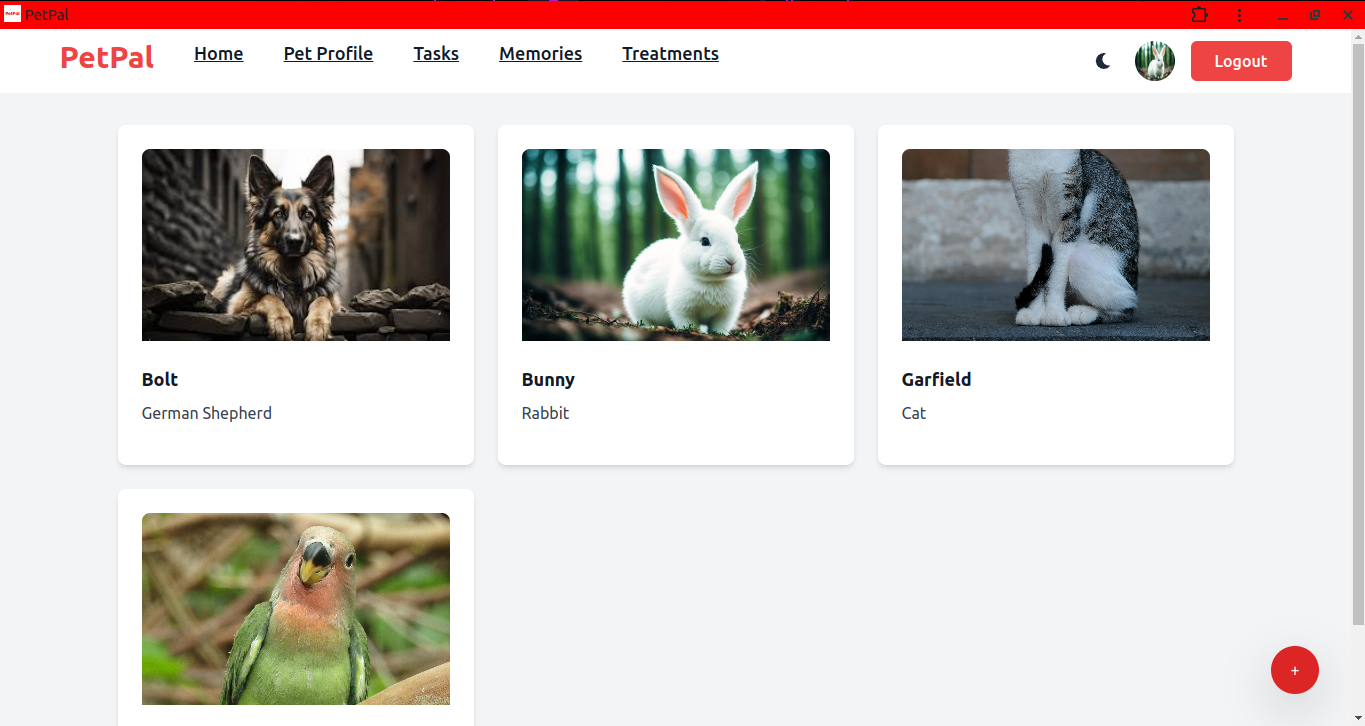 PetPal
PetPal Home Pet Profile Tasks Memories Treatments Logout
Bolt
German Shepherd
Bunny
Rabbit
Garfield
Cat
+